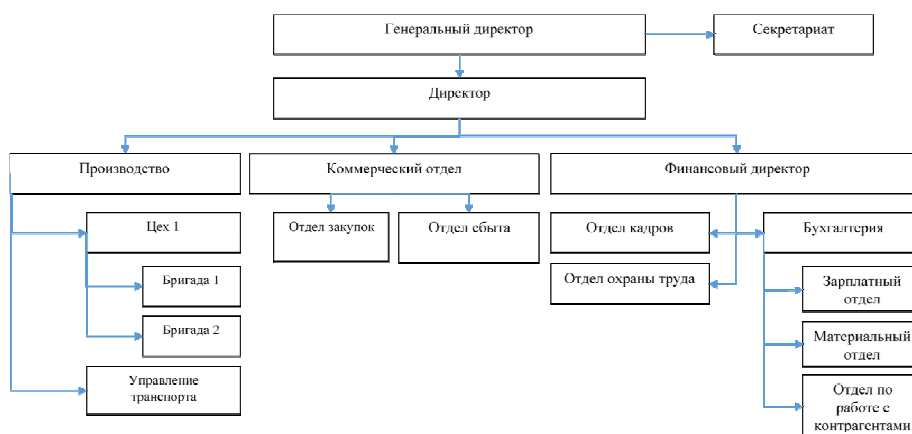 Генеральный директор
Секретариат
Директор
Производство
Коммерческий отдел
Финансовый директор
Цех 1
Отдел закупок
Отдел сбыта
Отдел кадров
Бухгалтерия
Бригада 1
Отдел охраны труда
Зарплатный
отдел
Бригада 2
Материальный
отдел
Управление
транспорта
Отдел по
работе с
контрагентами